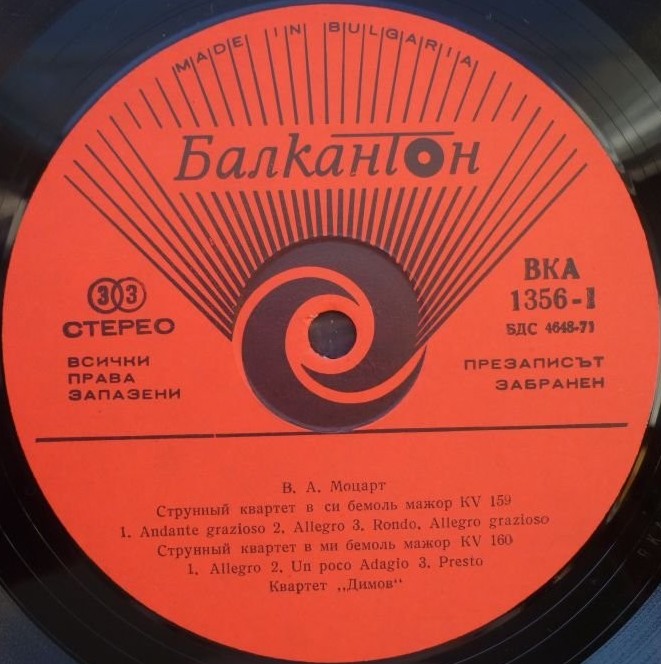 MADE IN BULGARIA
Балкантон
33
СТЕРЕО
ВСИЧКИ
ПРАВА
ЗАПАЗЕНИ
ВКА
1356-I
БДС 4648-71
ПРЕЗАПИСЪТ
ЗАБРАНЕН
В. А. Моцарт
Струнный квартет в си бемоль мажор KV 159
1. Andante grazioso 2. Allegro 3. Rondo. Allegro grazioso
Струнный квартет в ми бемоль мажор KV 160
1. Allegro 2. Un poco Adagio 3. Presto
Квартет „Димов“